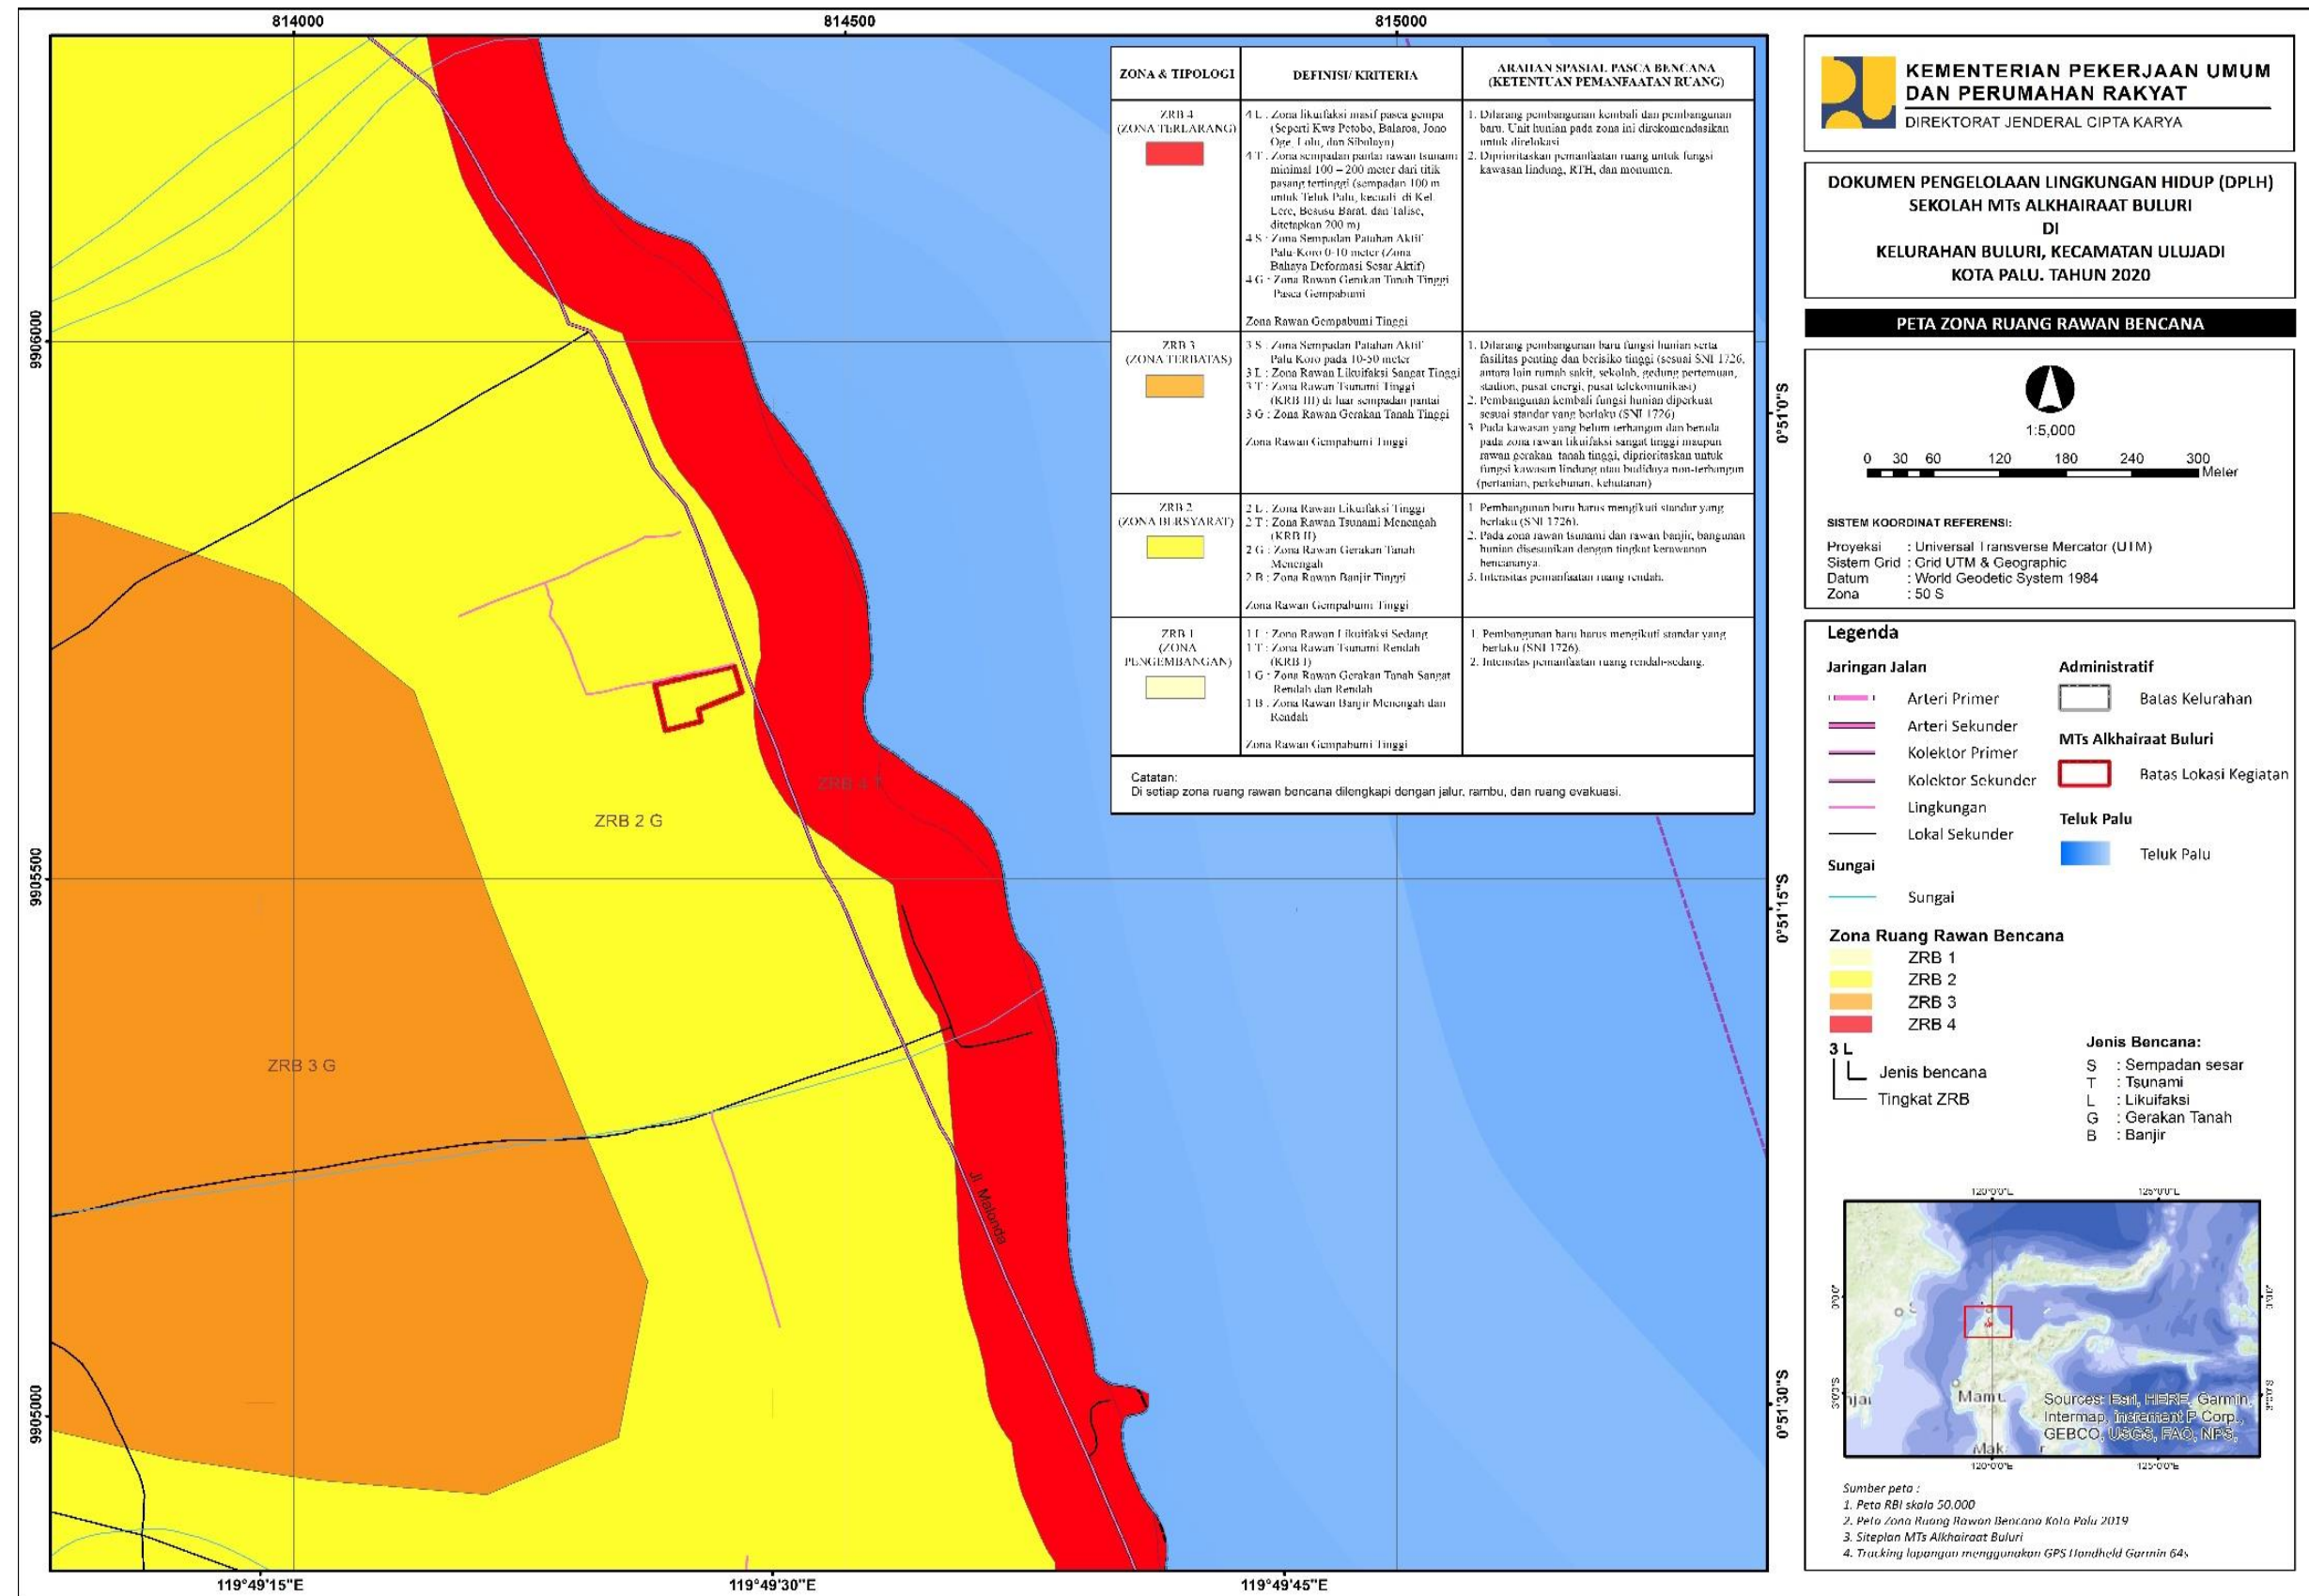 814000
814500
815000
9906000
9905500
9905000
0°51'0"S
0°51'15"S
0°51'30"S
119°49'15"E
119°49'30"E
119°49'45"E
ZRB 4 T
ZRB 2 G
ZRB 3 G
Jl. Malonda
ZONA & TIPOLOGI
DEFINISI/ KRITERIA
ARAHAN SPASIAL PASCA BENCANA
(KETENTUAN PEMANFAATAN RUANG)
ZRB 4
(ZONA TERLARANG)
4 L : Zona likuifaksi masif pasca gempa
(Seperti Kws Petobo, Balaroa, Jono
Oge, Lolu, dan Sibalaya)
4 T : Zona sempadan pantai rawan tsunami
minimal 100 – 200 meter dari titik
pasang tertinggi (sempadan 100 m
untuk Teluk Palu, kecuali di Kel.
Lere, Besusu Barat, dan Talise,
ditetapkan 200 m)
4 S : Zona Sempadan Patahan Aktif
Palu-Koro 0-10 meter (Zona
Bahaya Deformasi Sesar Aktif)
4 G : Zona Rawan Gerakan Tanah Tinggi
Pasca Gempabumi
Zona Rawan Gempabumi Tinggi
1. Dilarang pembangunan kembali dan pembangunan
baru. Unit hunian pada zona ini direkomendasikan
untuk direlokasi
2. Diprioritaskan pemanfaatan ruang untuk fungsi
kawasan lindung, RTH, dan monumen.
ZRB 3
(ZONA TERBATAS)
3 S : Zona Sempadan Patahan Aktif
Palu Koro pada 10-50 meter
3 L : Zona Rawan Likuifaksi Sangat Tinggi
3 T : Zona Rawan Tsunami Tinggi
(KRB III) di luar sempadan pantai
3 G : Zona Rawan Gerakan Tanah Tinggi
Zona Rawan Gempabumi Tinggi
1. Dilarang pembangunan baru fungsi hunian serta
fasilitas penting dan berisiko tinggi (sesuai SNI 1726,
antara lain rumah sakit, sekolah, gedung pertemuan,
stadion, pusat energi, pusat telekomunikasi)
2. Pembangunan kembali fungsi hunian diperkuat
sesuai standar yang berlaku (SNI 1726)
3. Pada kawasan yang belum terbangun dan berada
pada zona rawan likuifaksi sangat tinggi maupun
rawan gerakan tanah tinggi, diprioritaskan untuk
fungsi kawasan lindung atau budidaya non-terbangun
(pertanian, perkebunan, kehutanan)
ZRB 2
(ZONA BERSYARAT)
2 L : Zona Rawan Likuifaksi Tinggi
2 T : Zona Rawan Tsunami Menengah
(KRB II)
2 G : Zona Rawan Gerakan Tanah
Menengah
2 B : Zona Rawan Banjir Tinggi
Zona Rawan Gempabumi Tinggi
1. Pembangunan baru harus mengikuti standar yang
berlaku (SNI 1726).
2. Pada zona rawan tsunami dan rawan banjir, bangunan
hunian disesuaikan dengan tingkat kerawanan
bencananya.
3. Intensitas pemanfaatan ruang rendah.
ZRB 1
(ZONA
PENGEMBANGAN)
1 L : Zona Rawan Likuifaksi Sedang
1 T : Zona Rawan Tsunami Rendah
(KRB I)
1 G : Zona Rawan Gerakan Tanah Sangat
Rendah dan Rendah
1 B : Zona Rawan Banjir Menengah dan
Rendah
Zona Rawan Gempabumi Tinggi
1. Pembangunan baru harus mengikuti standar yang
berlaku (SNI 1726).
2. Intensitas pemanfaatan ruang rendah-sedang.
Catatan:
Di setiap zona ruang rawan bencana dilengkapi dengan jalur, rambu, dan ruang evakuasi.
KEMENTERIAN PEKERJAAN UMUM
DAN PERUMAHAN RAKYAT
DIREKTORAT JENDERAL CIPTA KARYA
DOKUMEN PENGELOLAAN LINGKUNGAN HIDUP (DPLH)
SEKOLAH MTs ALKHAIRAAT BULURI
DI
KELURAHAN BULURI, KECAMATAN ULUJADI
KOTA PALU. TAHUN 2020
PETA ZONA RUANG RAWAN BENCANA
1:5,000
0 30 60 120 180 240 300
Meter
SISTEM KOORDINAT REFERENSI:
Proyeksi : Universal Transverse Mercator (UTM)
Sistem Grid : Grid UTM & Geographic
Datum : World Geodetic System 1984
Zona : 50 S
Legenda
Jaringan Jalan
Arteri Primer
Arteri Sekunder
Kolektor Primer
Kolektor Sekunder
Lingkungan
Lokal Sekunder
Sungai
Sungai
Administratif
Batas Kelurahan
MTs Alkhairaat Buluri
Batas Lokasi Kegiatan
Teluk Palu
Teluk Palu
Zona Ruang Rawan Bencana
ZRB 1
ZRB 2
ZRB 3
ZRB 4
3 L
Jenis bencana
Tingkat ZRB
Jenis Bencana:
S : Sempadan sesar
T : Tsunami
L : Likuifaksi
G : Gerakan Tanah
B : Banjir
120°0'0"E 125°0'0"E
0°0'0"
3°0'0"S
Mamu
Mak
Sources: Esri, HERE, Garmin,
Intermap, increment P Corp.,
GEBCO, USGS, FAO, NPS,
120°0'0"E 125°0'0"E
Sumber peta :
1. Peta RBI skala 50.000
2. Peta Zona Ruang Rawan Bencana Kota Palu 2019
3. Siteplan MTs Alkhairaat Buluri
4. Tracking lapangan menggunakan GPS Handheld Garmin 64s